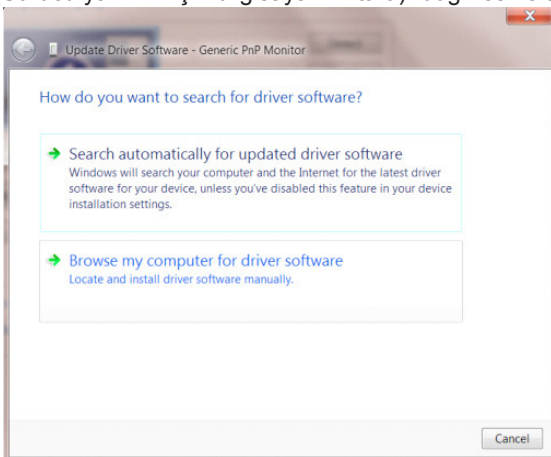 Update Driver Software - Generic PnP Monitor
How do you want to search for driver software?
Search automatically for updated driver software
Windows will search your computer and the Internet for the latest driver
software for your device, unless you've disabled this feature in your device
installation settings.
Browse my computer for driver software
Locate and install driver software manually.
Cancel